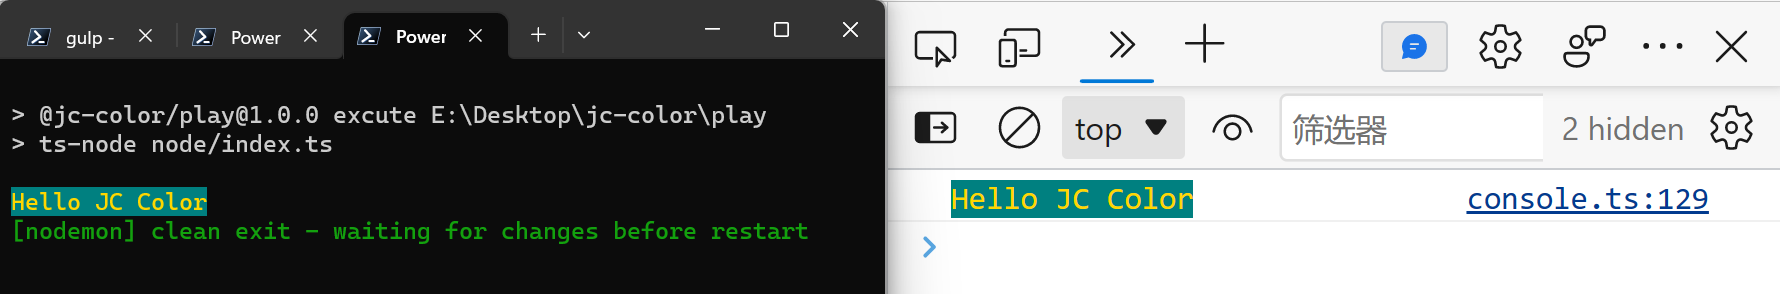 gulp -
Power
Power
> @jc-color/play@1.0.0 excute E:\Desktop\jc-color\play
> ts-node node/index.ts
Hello JC Color
[nodemon] clean exit - waiting for changes before restart
top
筛选器
2 hidden
Hello JC Color
console.ts:129